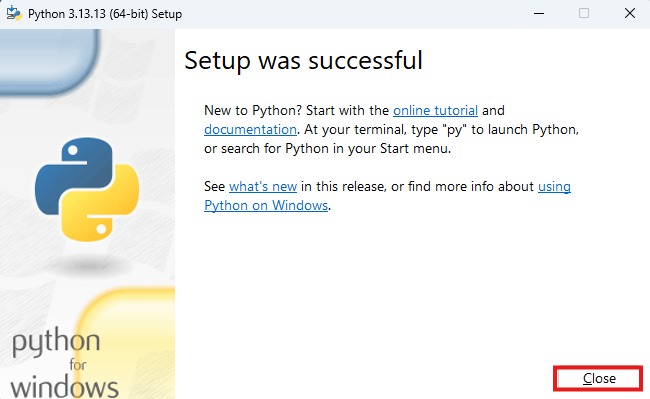 Python 3.13.13 (64-bit) Setup
Setup was successful
New to Python? Start with the online tutorial and
documentation. At your terminal, type "py" to launch Python,
or search for Python in your Start menu.
See what's new in this release, or find more info about using
Python on Windows.
python
for
windows
Close